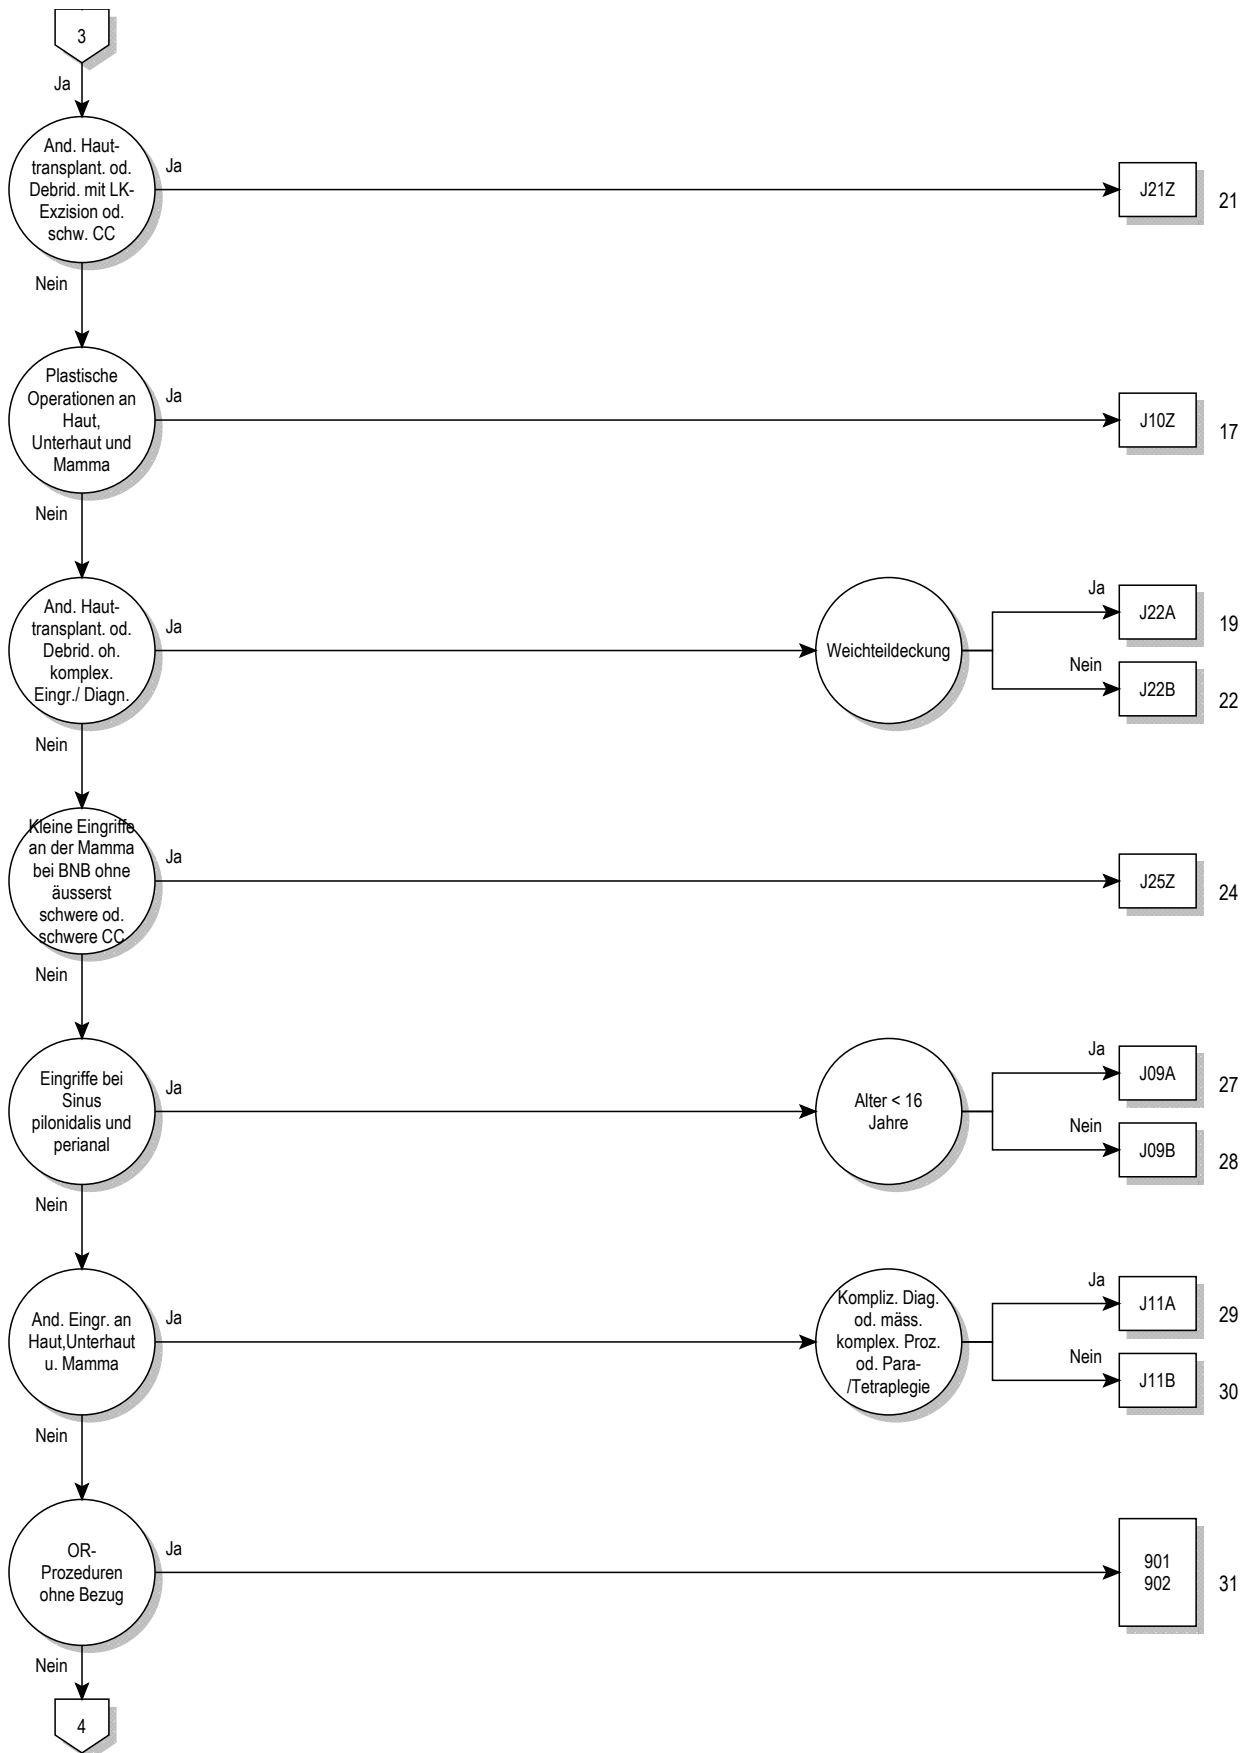 3
Ja
And. Haut-
transplant. od.
Debrid. mit LK-
Exzision od.
schw. CC
Ja
J21Z
21
Nein
Plastische
Operationen an
Haut,
Unterhaut und
Mamma
Ja
J10Z
17
Nein
And. Haut-
transplant. od.
Debrid. oh.
komplex.
Eingr./ Diagn.
Ja
Weichteildeckung
Ja
J22A
19
Nein
J22B
22
Nein
Kleine Eingriffe
an der Mamma
bei BNB ohne
äusserst
schwere od.
schwere CC
Ja
J25Z
24
Nein
Eingriffe bei
Sinus
pilonidalis und
perianal
Ja
Alter < 16
Jahre
Ja
J09A
27
Nein
J09B
28
Nein
And. Eingr. an
Haut,Unterhaut
u. Mamma
Ja
Kompliz. Diag.
od. mäss.
komplex. Proz.
od. Para-
/Tetraplegie
Ja
J11A
29
Nein
J11B
30
Nein
OR-
Prozeduren
ohne Bezug
Ja
901
902
31
Nein
4